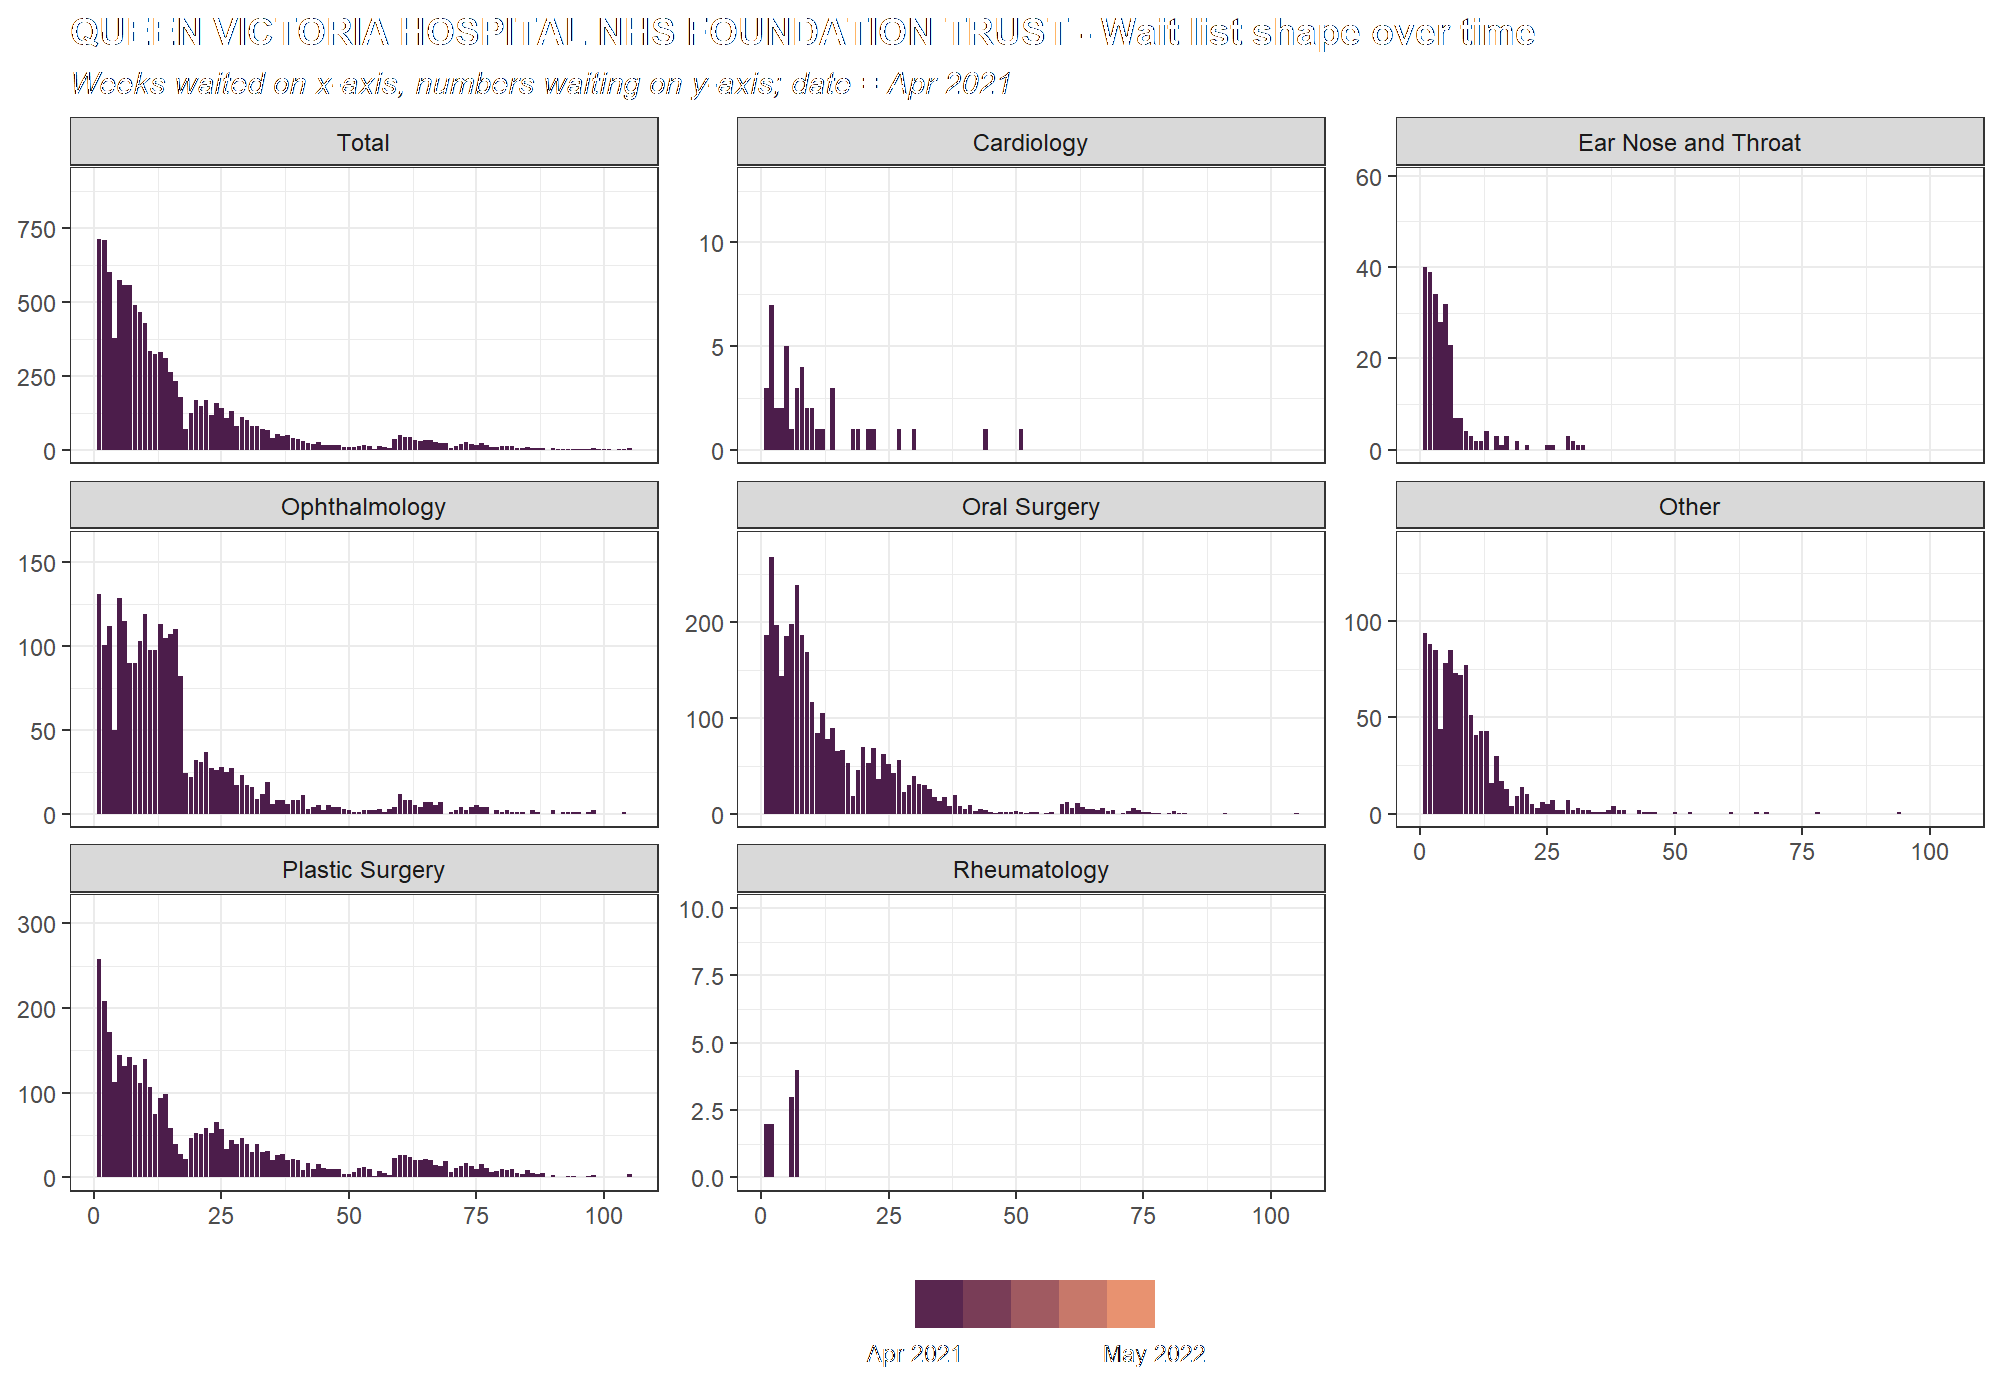 QUEEN VICTORIA HOSPITAL NHS FOUNDATION TRUST - Wait list shape over time
Weeks waited on x-axis, numbers waiting on y-axis; date = Apr 2021
Total
Cardiology
Ear Nose and Throat
750
500
250
0
10
5
0
60
40
20
0
Ophthalmology
Oral Surgery
Other
150
100
50
0
200
100
0
100
50
0
0 25 50 75 100
Plastic Surgery
Rheumatology
300
200
100
0
10.0
7.5
5.0
2.5
0.0
0 25 50 75 100
0 25 50 75 100
Apr 2021
May 2022